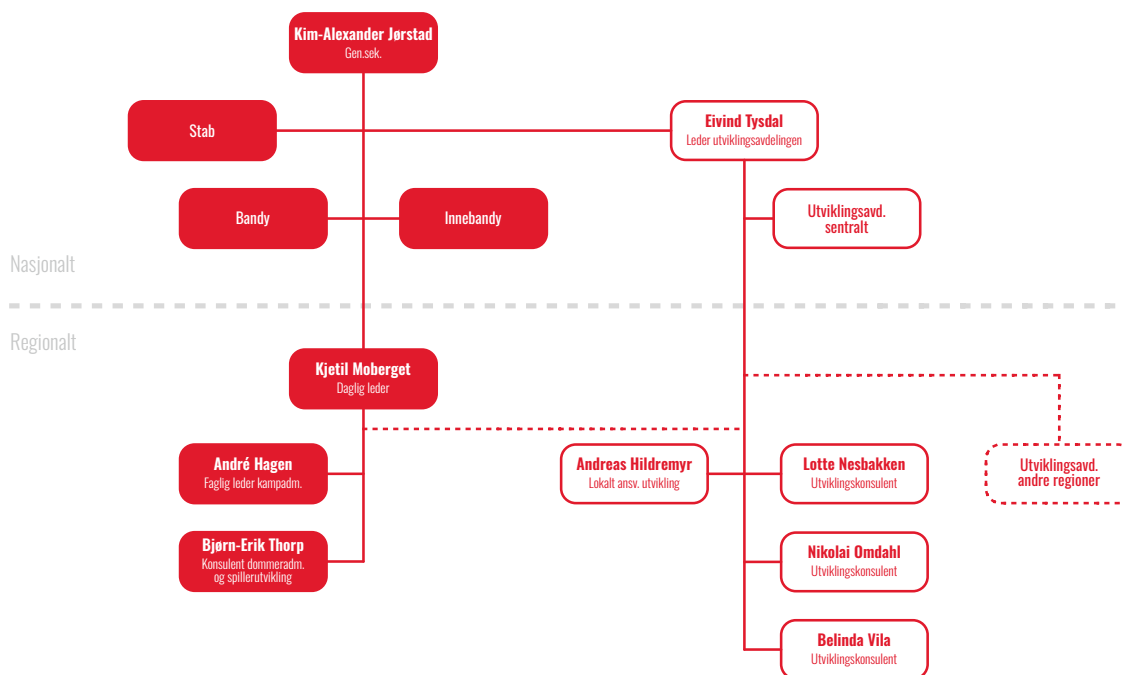 Kim-Alexander Jørstad
Gen.sek.
Stab
Eivind Tysdal
Leder utviklingsavdelingen
Bandy
Innebandy
Utviklingsavd.
sentralt
Nasjonalt
Regionalt
Kjetil Moberget
Daglig leder
André Hagen
Faglig leder kampadm.
Andreas Hildremyr
Lokalt ansv. utvikling
Lotte Nesbakken
Utviklingskonsulent
Utviklingsavd.
andre regioner
Bjørn-Erik Thorp
Konsulent dommeradm.
og spillerutvikling
Nikolai Omdahl
Utviklingskonsulent
Belinda Vila
Utviklingskonsulent